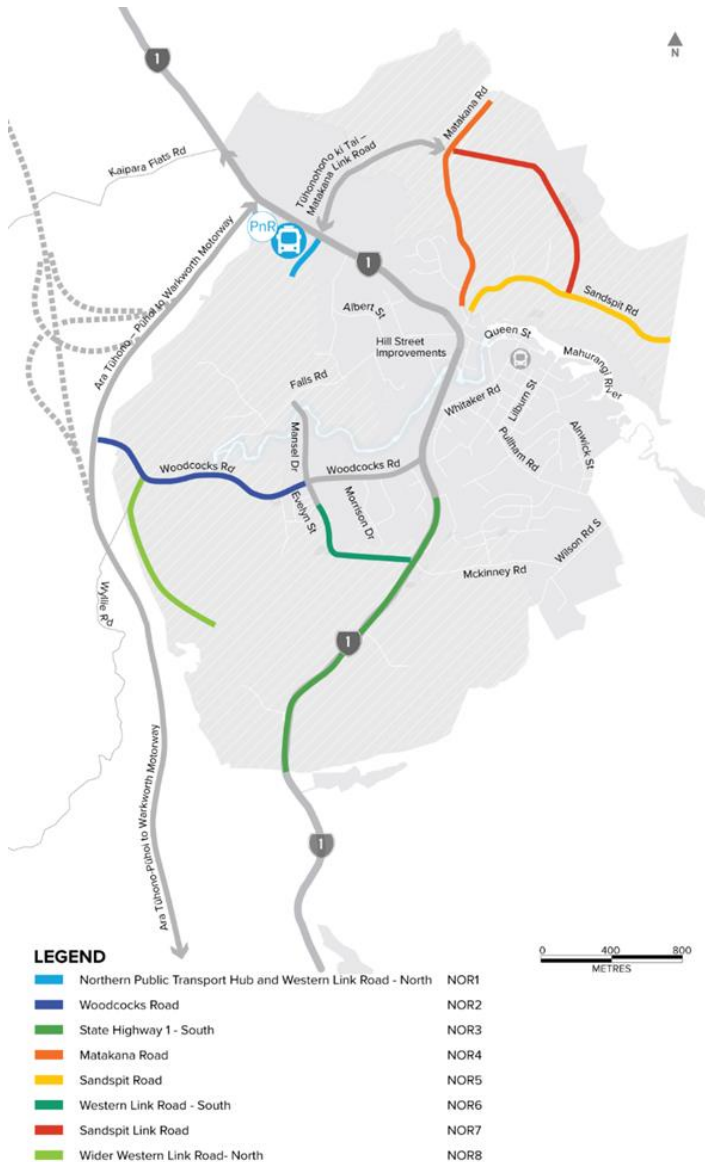 1
N
Matakana Rd
Kaipara Flats Rd
Tūhonohono ki Tai –
Matakana Link Road
PnR
Ara Tūhono – Pūhoi to Warkworth Motorway
1
Albert St
Sandspit Rd
Queen St
Hill Street
Improvements
Mahurangi
River
Falls Rd
Whitaker Rd
Lilburn St
Pullham Rd
Alnwick St
Mansel Dr
Woodcocks Rd
Woodcocks Rd
Evelyn St
Morrison Dr
Wilson Rd S
Mckinney Rd
Wyllie Rd
1
Ara Tūhono-Pūhoi to Warkworth Motorway
1
LEGEND
0 400 800
METRES
Northern Public Transport Hub and Western Link Road - North NOR1
Woodcocks Road NOR2
State Highway 1 - South NOR3
Matakana Road NOR4
Sandspit Road NOR5
Western Link Road - South NOR6
Sandspit Link Road NOR7
Wider Western Link Road- North NOR8